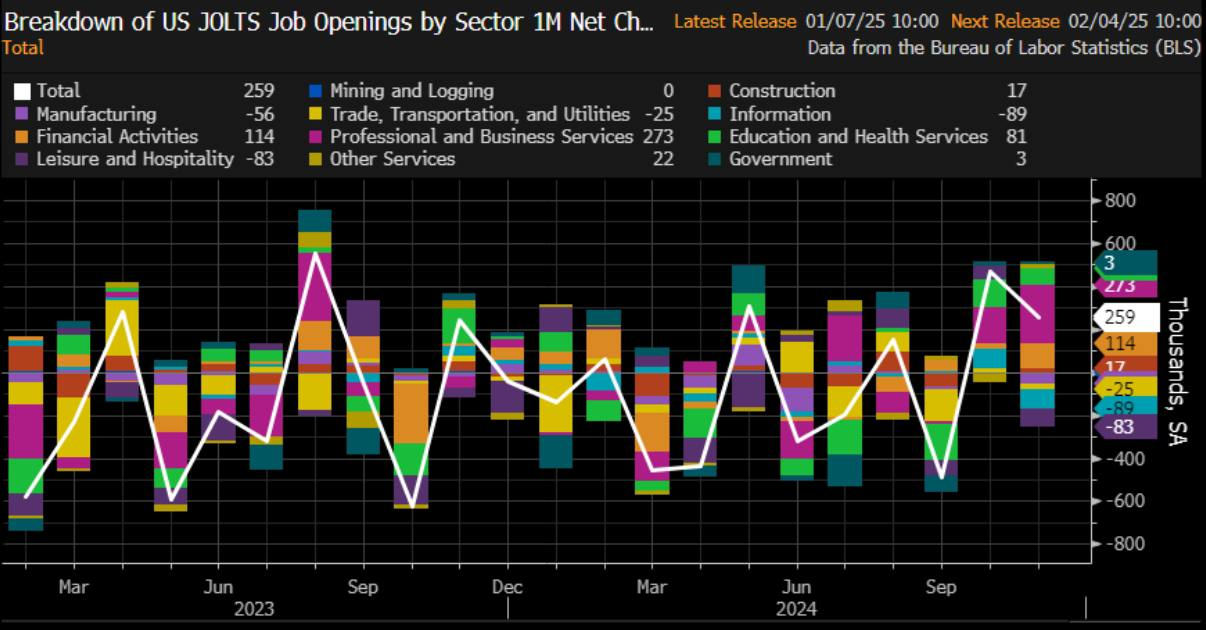 Breakdown of US JOLTS Job Openings by Sector 1M Net Ch... Latest Release 01/07/25 10:00 Next Release 02/04/25 10:00
Total Data from the Bureau of Labor Statistics (BLS)
Total 259 Mining and Logging 0 Construction 17
Manufacturing -56 Trade, Transportation, and Utilities -25 Information -89
Financial Activities 114 Professional and Business Services 273 Education and Health Services 81
Leisure and Hospitality -83 Other Services 22 Government 3
800
600
3
273
259
114
17
-25
-89
-83
-400
-600
-800
Thousands, SA
Mar Jun Sep Dec Mar Jun Sep
2023 2024